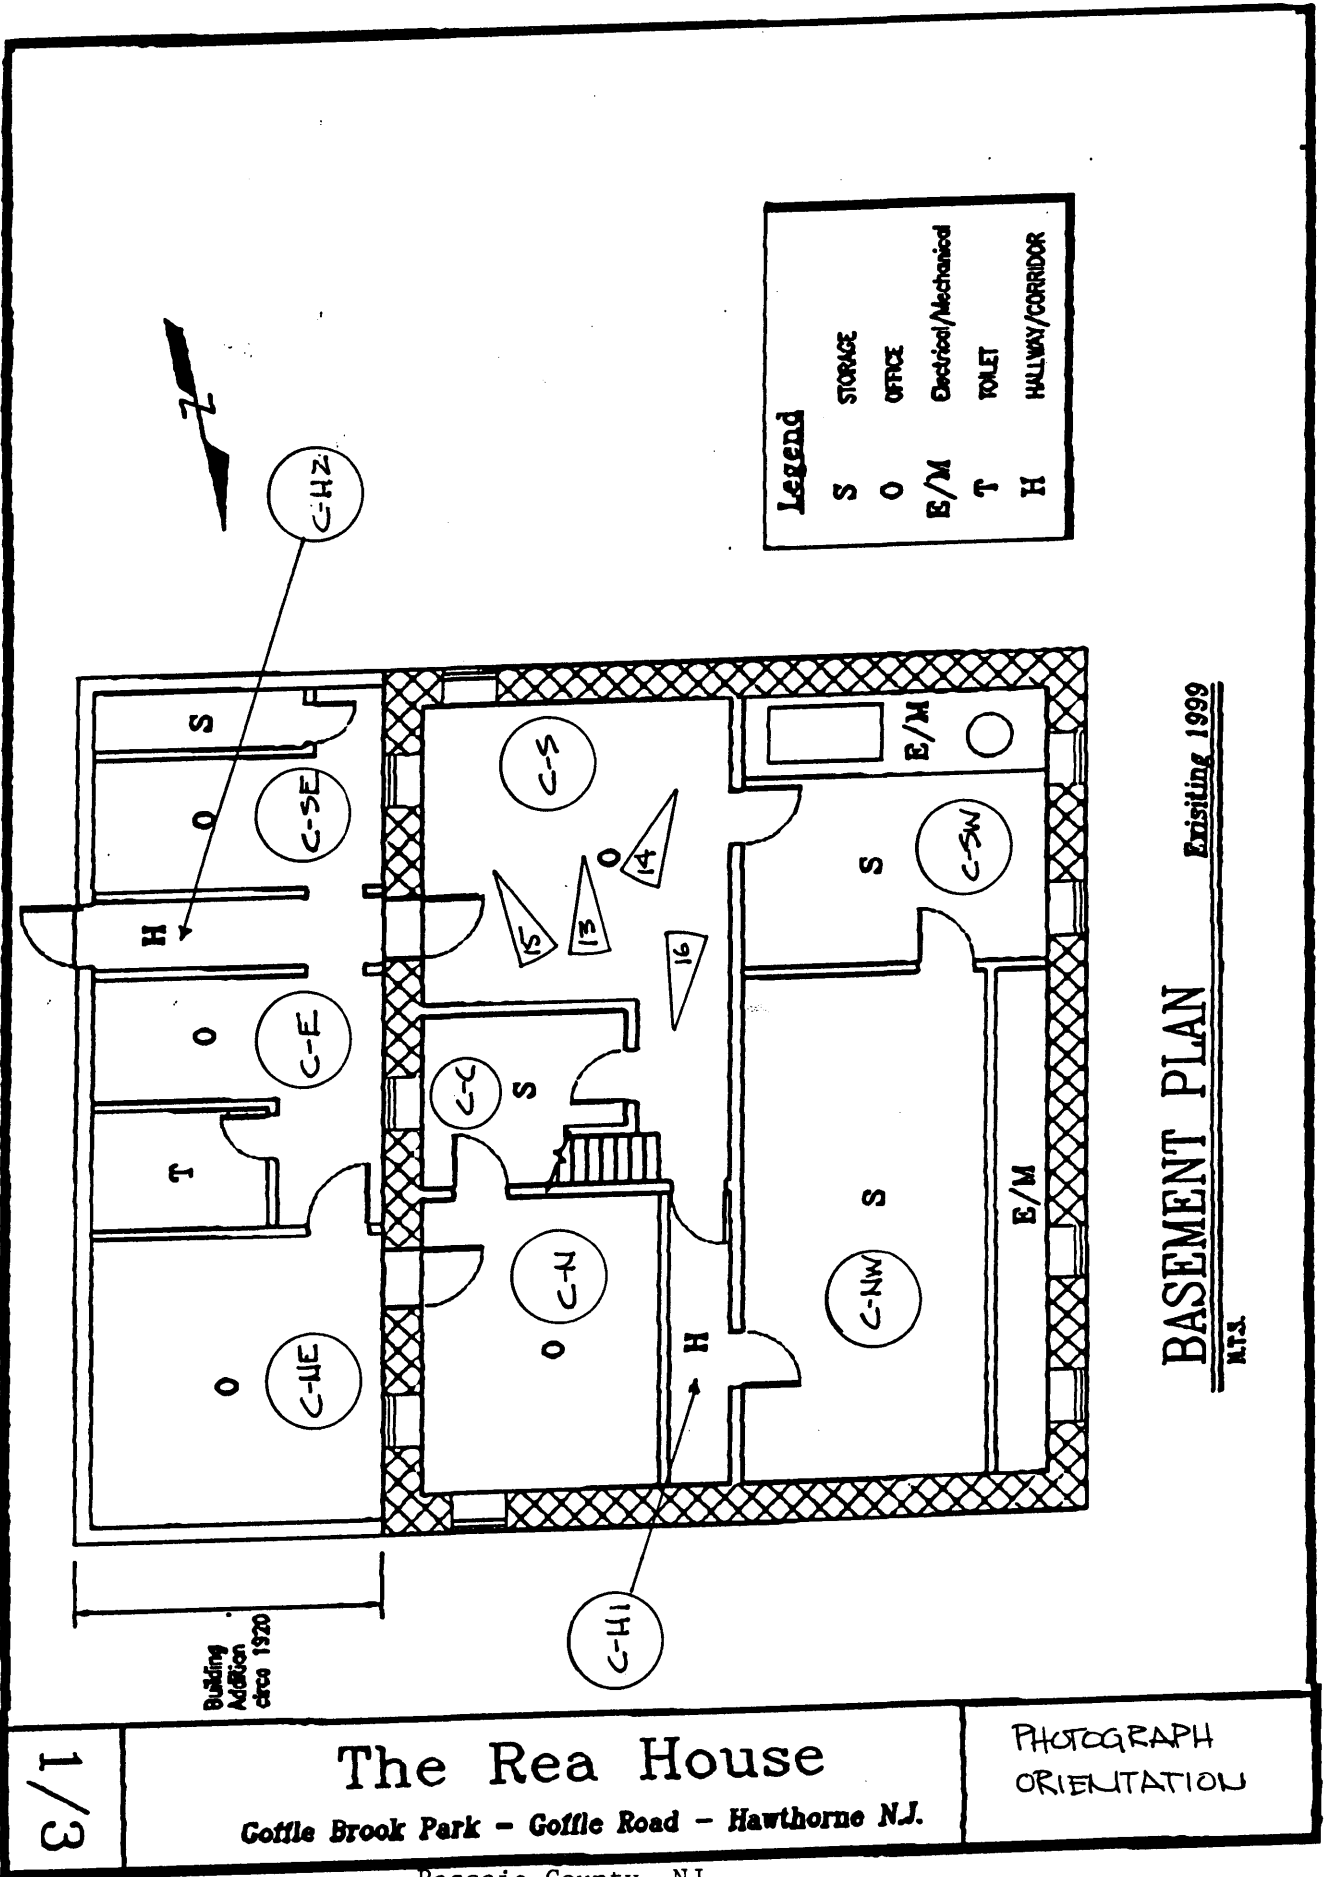 C-HZ
Legend
S STORAGE
O OFFICE
E/M Electrical/Mechanical
T TOILET
H HALLWAY/CORRIDOR
S
O
C-SE
H
O
C-E
T
O
C-NE
C-S
O
14
13
15
16
C-C
S
C-N
O
H
E/M
S
C-SW
S
C-NW
E/M
C-H1
Building
Addition
circa 1920
BASEMENT PLAN Exisiting 1999
N.T.S.
1/3
The Rea House
Goffle Brook Park - Goffle Road - Hawthorne N.J.
PHOTOGRAPH
ORIENTATION
Passaic County, NJ